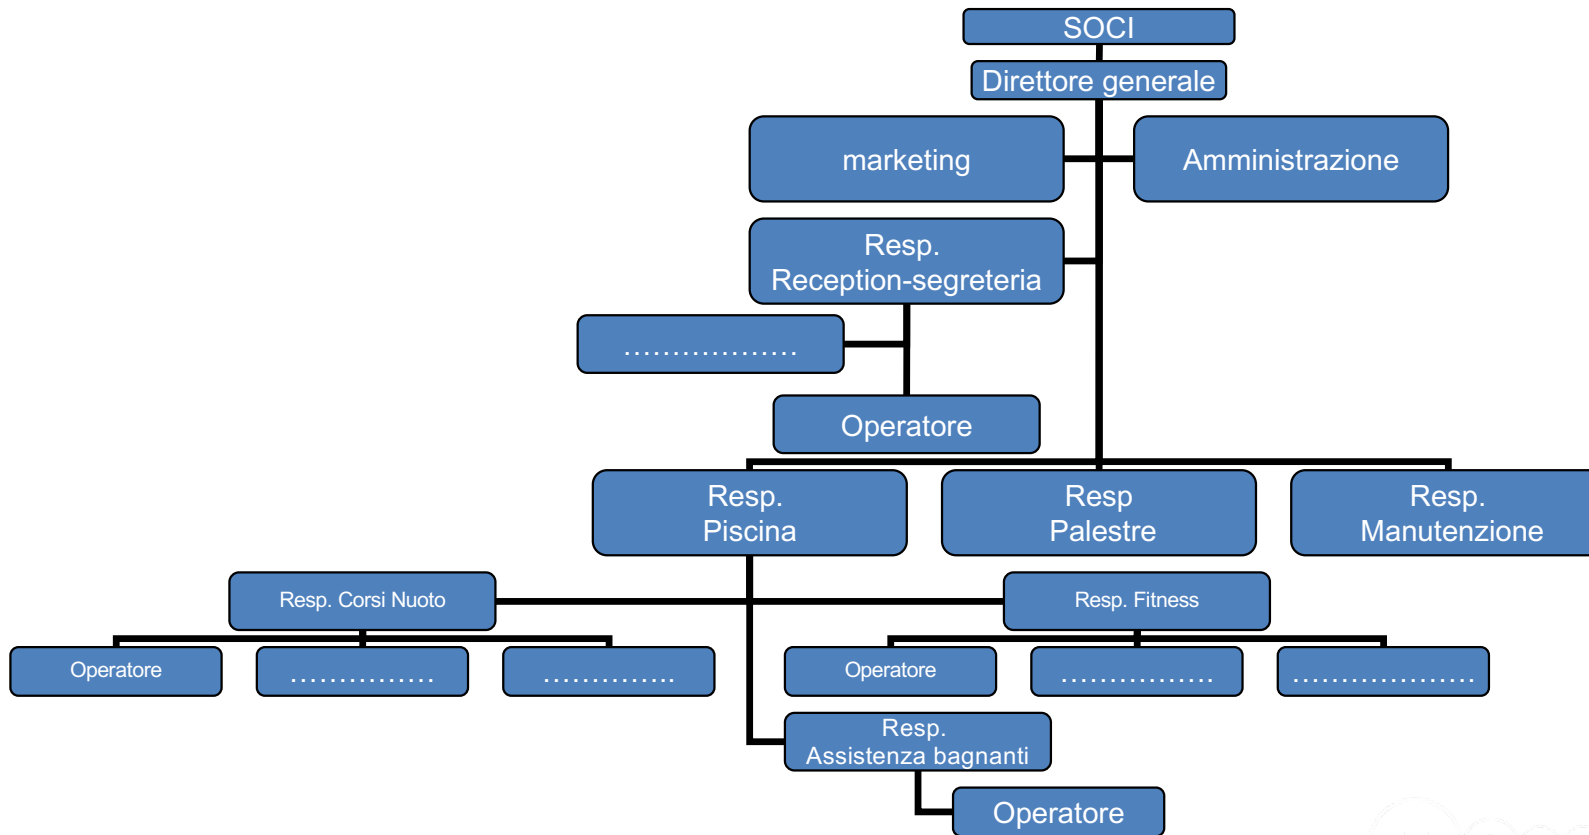 SOCI
Direttore generale
marketing
Amministrazione
Resp.
Reception-segreteria
………………
Operatore
Resp.
Piscina
Resp
Palestre
Resp.
Manutenzione
Resp. Corsi Nuoto
Resp. Fitness
Operatore
……………
…………..
Operatore
…………….
……………….…
Resp.
Assistenza bagnanti
Operatore